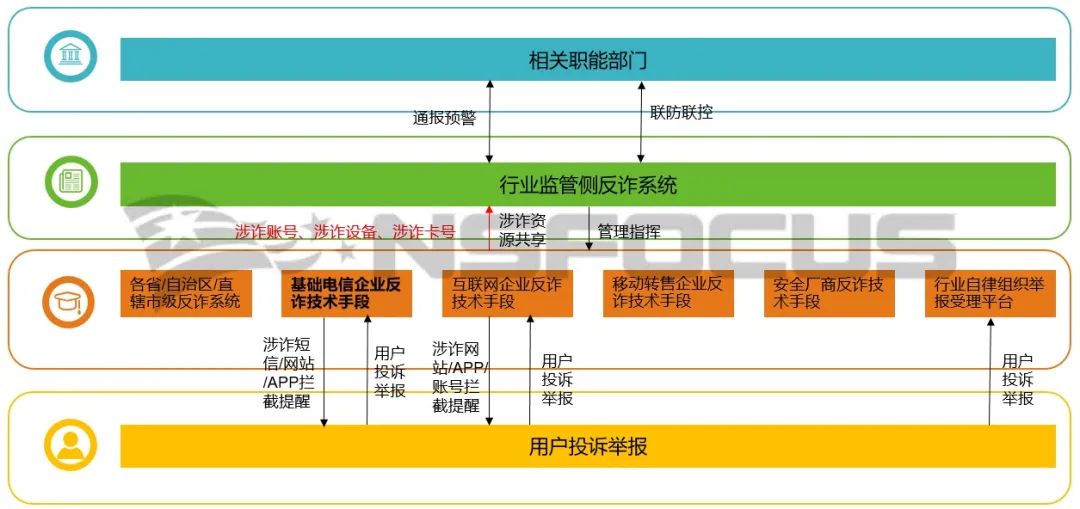 相关职能部门
通报预警
联防联控
行业监管侧反诈系统
涉诈账号、涉诈设备、涉诈卡号
涉诈资
源共享
管理指挥
NSFOCUS
各省/自治区/直
辖市级反诈系统
基础电信企业反
诈技术手段
互联网企业反诈
技术手段
移动转售企业反
诈技术手段
安全厂商反诈技
术手段
行业自律组织举
报受理平台
涉诈短
信/网站
/APP拦
截提醒
用户
投诉
举报
涉诈网
站/APP/
账号拦
截提醒
用户
投诉
举报
用户
投诉
举报
用户投诉举报